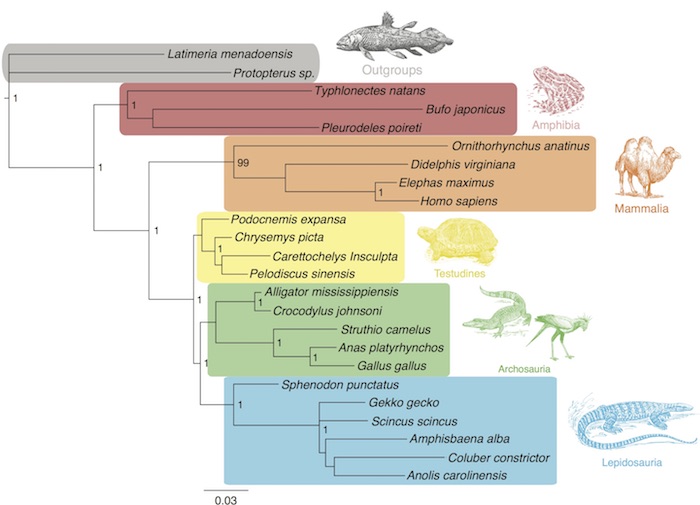 Latimeria menadoensis
Protopterus sp.
Outgroups
1
Typhlonectes natans
1
Bufo japonicus
Pleurodeles poireti
Amphibia
1
Ornithorhynchus anatinus
99
Didelphis virginiana
Elephas maximus
1
Homo sapiens
Mammalia
1
Podocnemis expansa
Chrysemys picta
1
Carettochelys Insculpta
Pelodiscus sinensis
Testudines
1
Alligator mississippiensis
1
Crocodylus johnsoni
Struthio camelus
1
Anas platyrhynchos
1
Gallus gallus
1
Archosauria
Sphenodon punctatus
1
Gekko gecko
Scincus scincus
1
Amphisbaena alba
Coluber constrictor
Anolis carolinensis
Lepidosauria
0.03